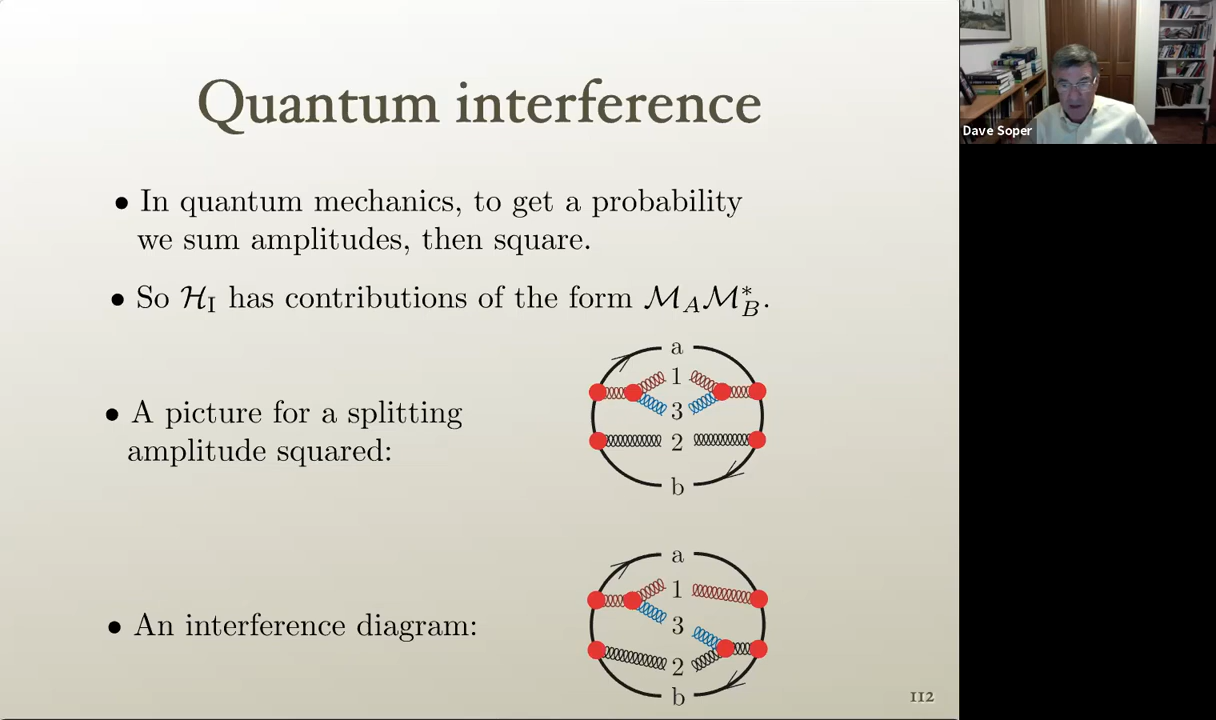 Quantum interference
• In quantum mechanics, to get a probability
we sum amplitudes, then square.
• So ℋ_I has contributions of the form ℳ_A ℳ_B^*.
a
1
3
2
b
• A picture for a splitting
amplitude squared:
a
1
3
2
b
• An interference diagram:
112
Dave Soper